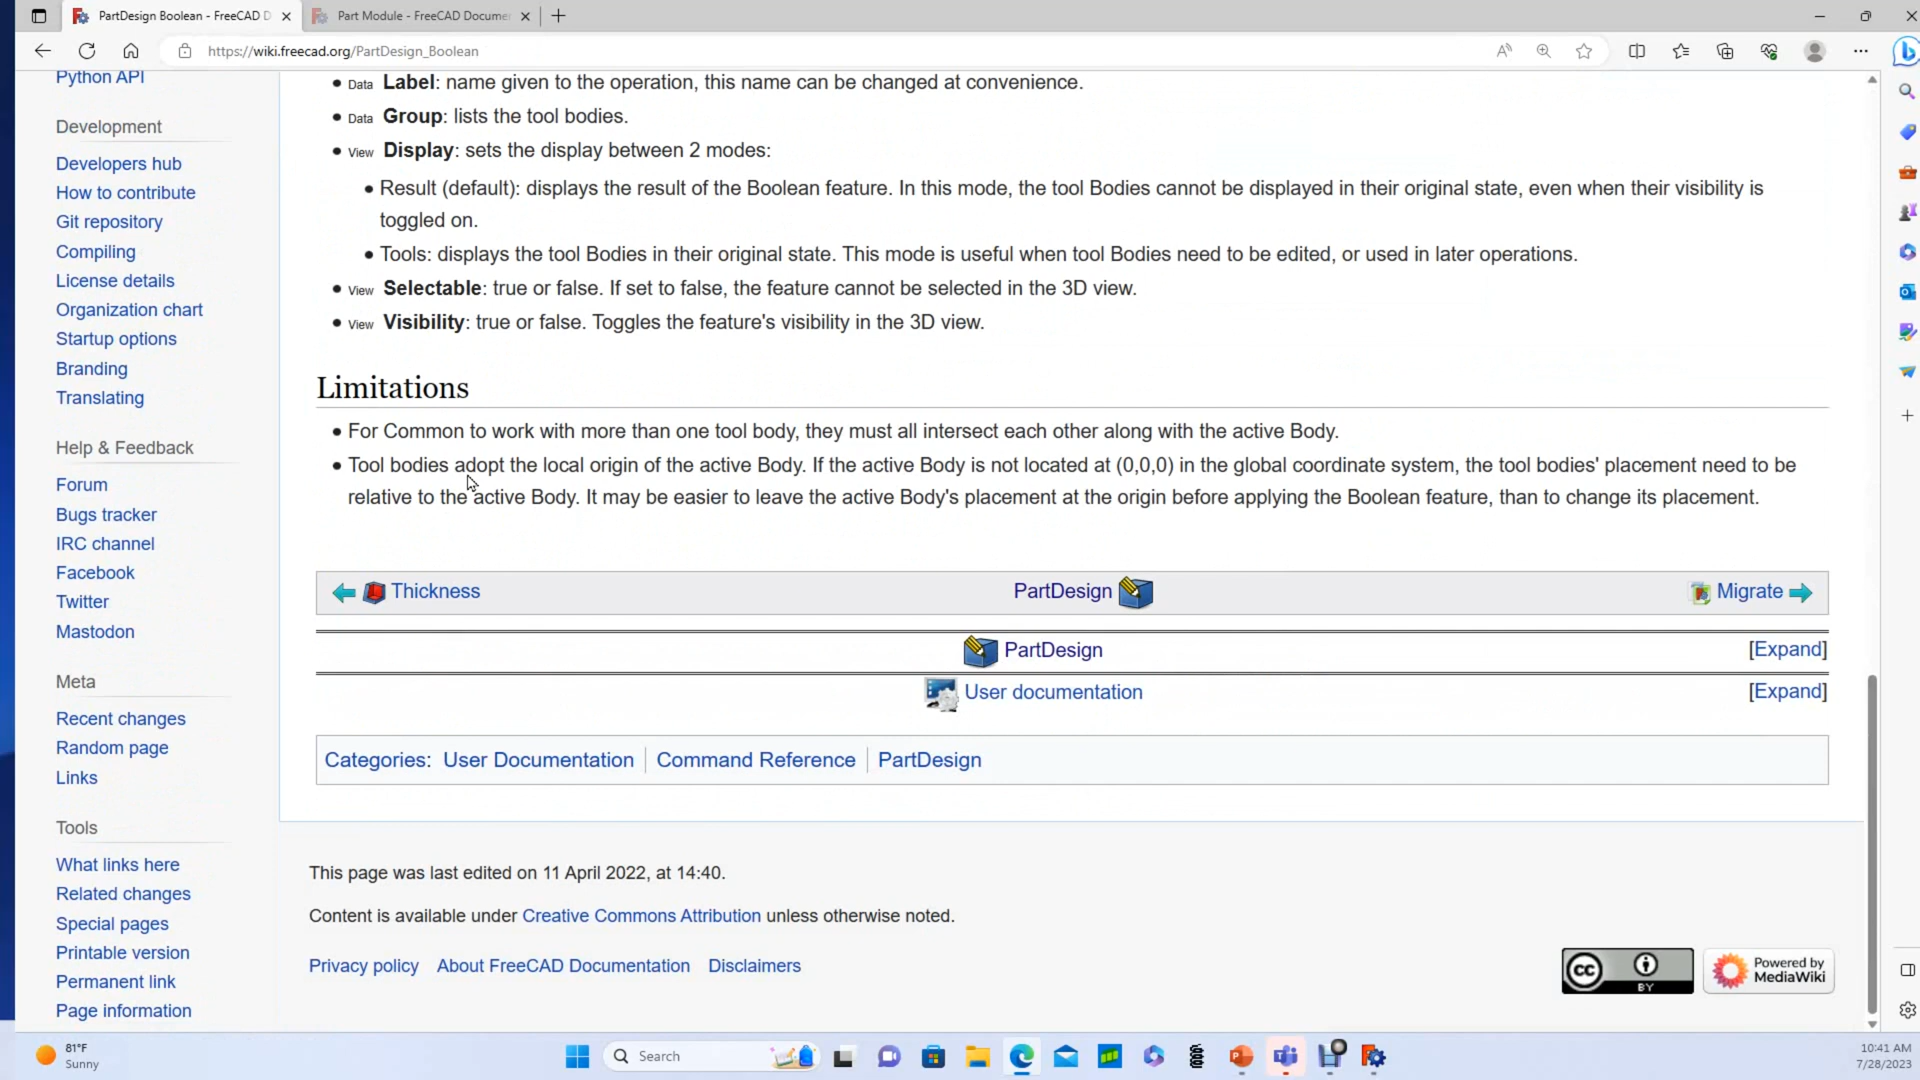 PartDesign Boolean - FreeCAD D
Part Module - FreeCAD Docume
https://wiki.freecad.org/PartDesign_Boolean
Python API
Development
Developers hub
How to contribute
Git repository
Compiling
License details
Organization chart
Startup options
Branding
Translating
Help & Feedback
Forum
Bugs tracker
IRC channel
Facebook
Twitter
Mastodon
Meta
Recent changes
Random page
Links
Tools
What links here
Related changes
Special pages
Printable version
Permanent link
Page information
• Data Label: name given to the operation, this name can be changed at convenience.
• Data Group: lists the tool bodies.
• View Display: sets the display between 2 modes:
• Result (default): displays the result of the Boolean feature. In this mode, the tool Bodies cannot be displayed in their original state, even when their visibility is
toggled on.
• Tools: displays the tool Bodies in their original state. This mode is useful when tool Bodies need to be edited, or used in later operations.
• View Selectable: true or false. If set to false, the feature cannot be selected in the 3D view.
• View Visibility: true or false. Toggles the feature's visibility in the 3D view.
Limitations
• For Common to work with more than one tool body, they must all intersect each other along with the active Body.
• Tool bodies adopt the local origin of the active Body. If the active Body is not located at (0,0,0) in the global coordinate system, the tool bodies' placement need to be
relative to the active Body. It may be easier to leave the active Body's placement at the origin before applying the Boolean feature, than to change its placement.
Thickness PartDesign Migrate
PartDesign [Expand]
User documentation [Expand]
Categories: User Documentation | Command Reference | PartDesign
This page was last edited on 11 April 2022, at 14:40.
Content is available under Creative Commons Attribution unless otherwise noted.
Privacy policy About FreeCAD Documentation Disclaimers
cc BY
Powered by
MediaWiki
81°F
Sunny
Search
10:41 AM
7/28/2023